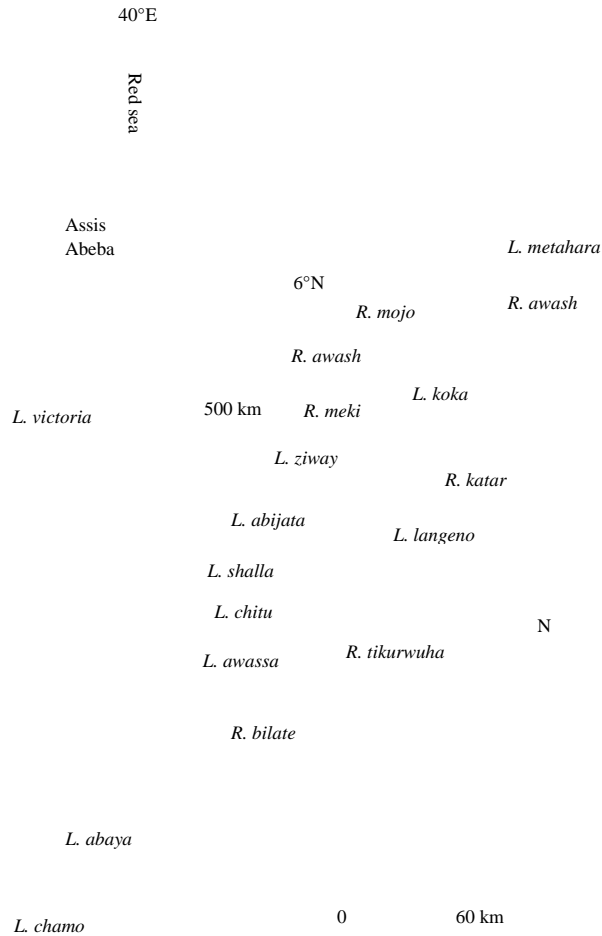 40°E
Red sea
Assis
Abeba
L. metahara
6°N
R. mojo
R. awash
R. awash
L. koka
500 km
R. meki
L. victoria
L. ziway
R. katar
L. abijata
L. langeno
L. shalla
L. chitu
N
R. tikurwuha
L. awassa
R. bilate
L. abaya
0
60 km
L. chamo